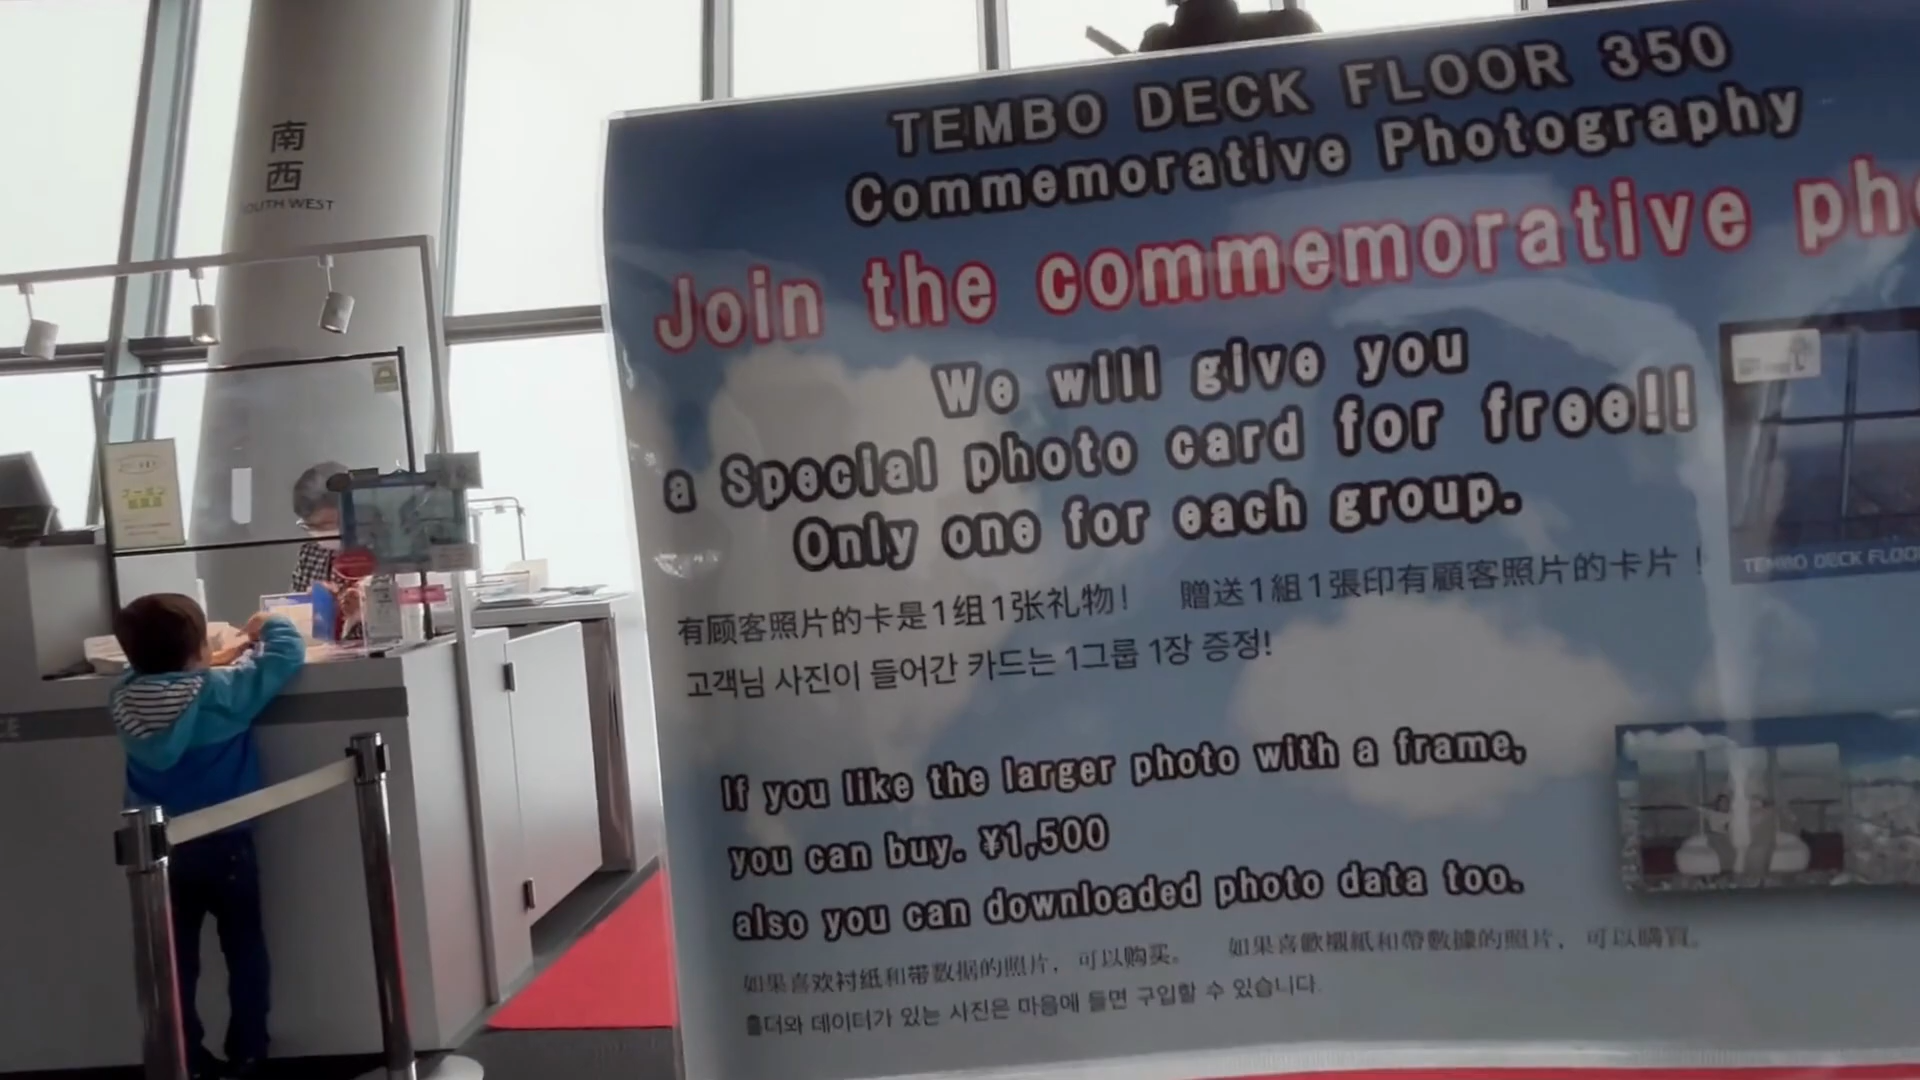 南
西
OUTH WEST
TEMBO DECK FLOOR 350
Commemorative Photography
Join the commemorative pho
We will give you
a Special photo card for free!!
Only one for each group.
有顾客照片的卡是1组1张礼物! 贈送1組1張印有顧客照片的卡片!
고객님 사진이 들어간 카드는 1그룹 1장 증정!
TEMBO DECK FLOO
If you like the larger photo with a frame,
you can buy. ¥1,500
also you can downloaded photo data too.
如果喜欢衬纸和带数据的照片，可以购买。 如果喜歡襯紙和帶數據的照片，可以購買。
홀더와 데이터가 있는 사진은 마음에 들면 구입할 수 있습니다.